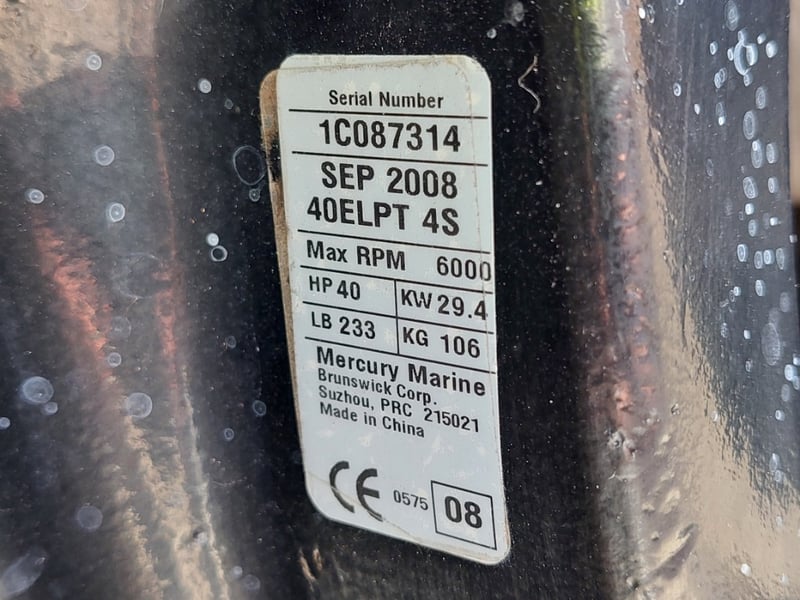 Serial Number
1C087314
SEP 2008
40ELPT 4S
Max RPM 6000
HP 40 KW 29.4
LB 233 KG 106
Mercury Marine
Brunswick Corp.
Suzhou, PRC 215021
Made in China
CE 0575 08